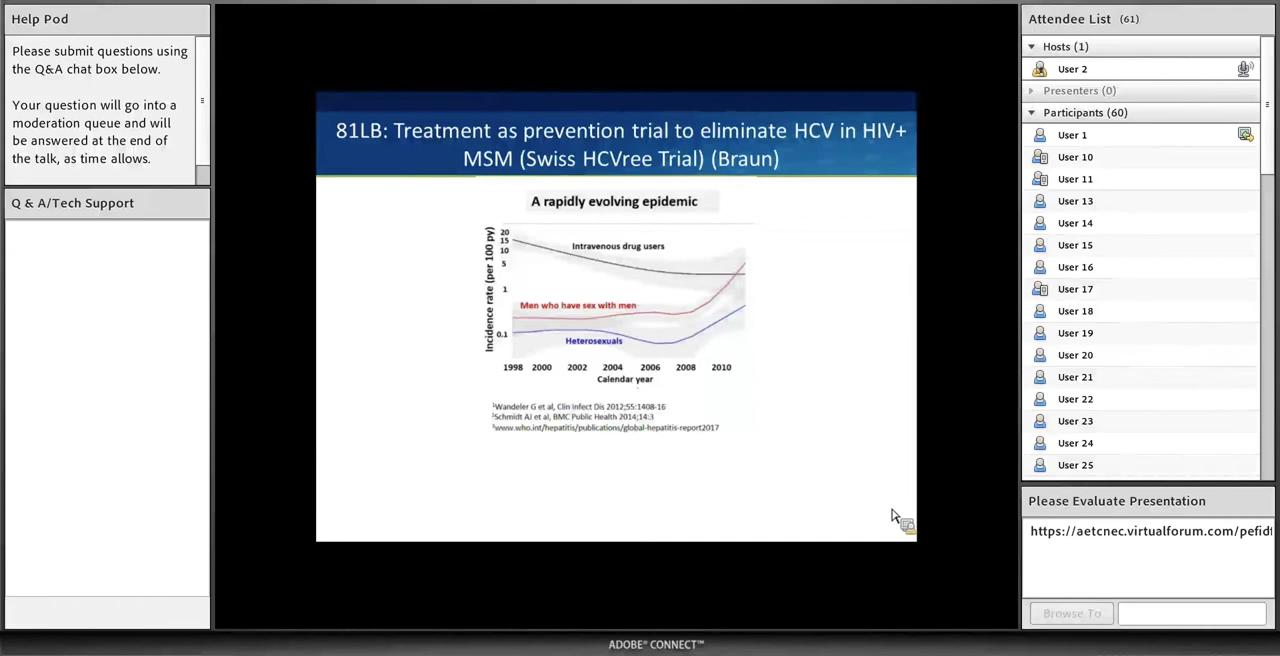 Help Pod
Please submit questions using
the Q&A chat box below.
Your question will go into a
moderation queue and will
be answered at the end of
the talk, as time allows.
Q & A/Tech Support
81LB: Treatment as prevention trial to eliminate HCV in HIV+
MSM (Swiss HCVree Trial) (Braun)
A rapidly evolving epidemic
Incidence rate (per 100 py)
20
15
10
5
1
0.1
Intravenous drug users
Men who have sex with men
Heterosexuals
1998 2000 2002 2004 2006 2008 2010
Calendar year
1Wandeler G et al, Clin Infect Dis 2012;55:1408-16
2Schmidt AJ et al, BMC Public Health 2014;14:3
3www.who.int/hepatitis/publications/global-hepatitis-report2017
Attendee List (61)
Hosts (1)
User 2
Presenters (0)
Participants (60)
User 1
User 10
User 11
User 13
User 14
User 15
User 16
User 17
User 18
User 19
User 20
User 21
User 22
User 23
User 24
User 25
Please Evaluate Presentation
https://aetcnec.virtualforum.com/pefidt
Browse To
ADOBE® CONNECT™